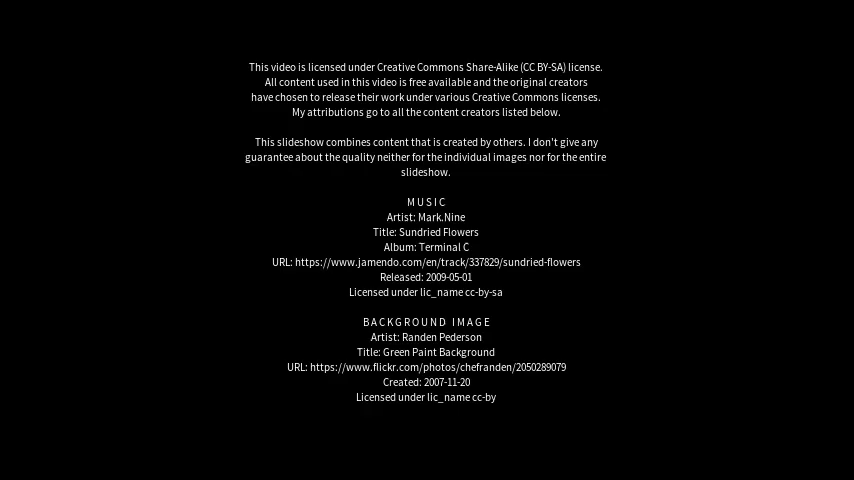 This video is licensed under Creative Commons Share-Alike (CC BY-SA) license.
All content used in this video is free available and the original creators
have chosen to release their work under various Creative Commons licenses.
My attributions go to all the content creators listed below.
This slideshow combines content that is created by others. I don't give any
guarantee about the quality neither for the individual images nor for the entire
slideshow.
MUSIC
Artist: Mark.Nine
Title: Sundried Flowers
Album: Terminal C
URL: https://www.jamendo.com/en/track/337829/sundried-flowers
Released: 2009-05-01
Licensed under lic_name cc-by-sa
BACKGROUND IMAGE
Artist: Randen Pederson
Title: Green Paint Background
URL: https://www.flickr.com/photos/chefranden/2050289079
Created: 2007-11-20
Licensed under lic_name cc-by